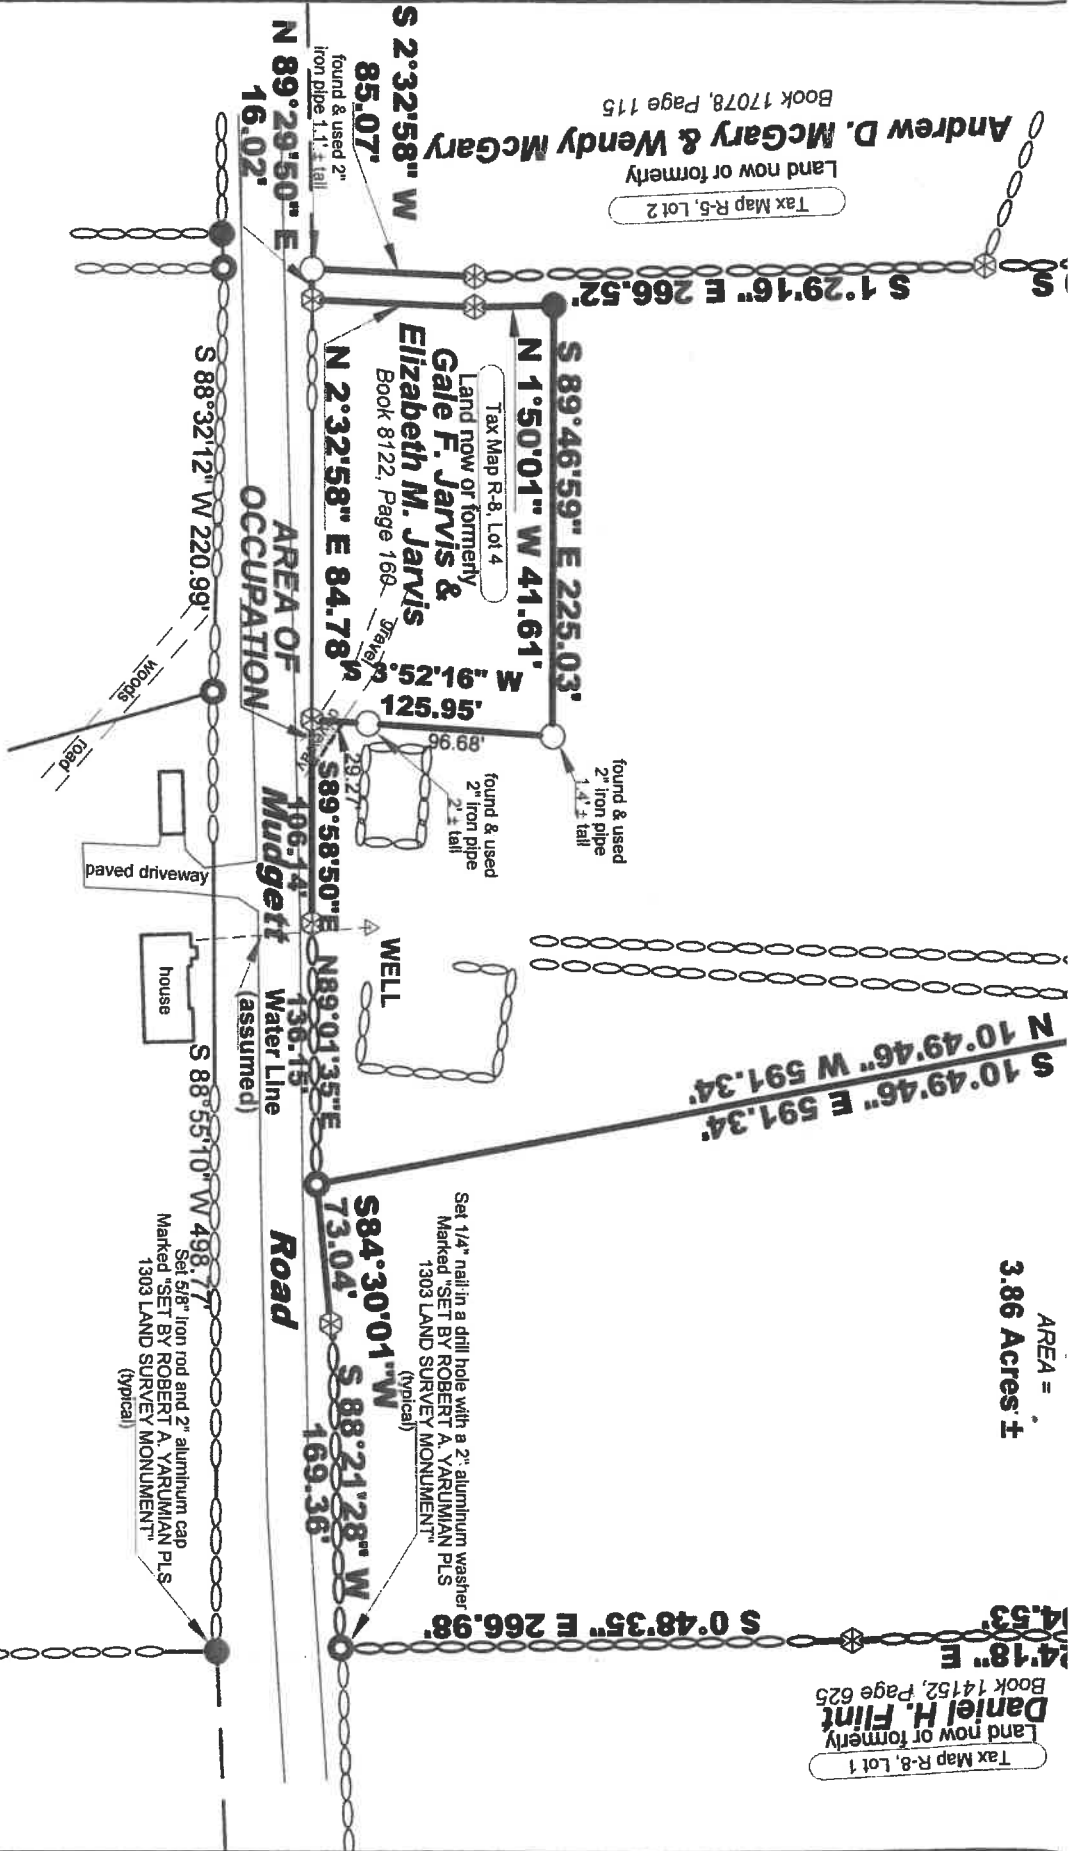 Tax Map R-5, Lot 2
Land now or formerly
Andrew D. McGary & Wendy McGary
Book 17078, Page 115
S 2°32'58" W
85.07'
found & used 2"
iron pipe 1.1' ± tall
N 89°29'50" E
16.02'
S 1°29'16" E 266.52'
S
S 89°46'59" E 225.03'
N 1°50'01" W 41.61'
Tax Map R-8, Lot 4
Land now or formerly
Gale F. Jarvis &
Elizabeth M. Jarvis
Book 8122, Page 160
N 2°32'58" E 84.78'
gravel
S 3°52'16" W
125.95'
96.68'
29.27'
found & used
2" iron pipe
1.4' ± tall
found & used
2" iron pipe
2' ± tall
AREA OF
OCCUPATION
S 88°32'12" W 220.99'
woods
road
S89°58'50"E
106.14'
Mudgett
Road
paved driveway
house
WELL
Water Line
(assumed)
N89°01'35"E
136.15'
N 10°49'46" W 591.34'
S 10°49'46" E 591.34'
S84°30'01"W
73.04'
S 88°21'28" W
169.36'
S 88°55'10" W 498.77'
Set 1/4" nail in a drill hole with a 2" aluminum washer
Marked "SET BY ROBERT A. YARUMIAN PLS
1303 LAND SURVEY MONUMENT"
(typical)
Set 5/8" iron rod and 2" aluminum cap
Marked "SET BY ROBERT A. YARUMIAN PLS
1303 LAND SURVEY MONUMENT"
(typical)
AREA =
3.86 Acres ±
S 0°48'35" E 266.98'
4.53'
4'18" E
Tax Map R-8, Lot 1
Land now or formerly
Daniel H. Flint
Book 14152, Page 625